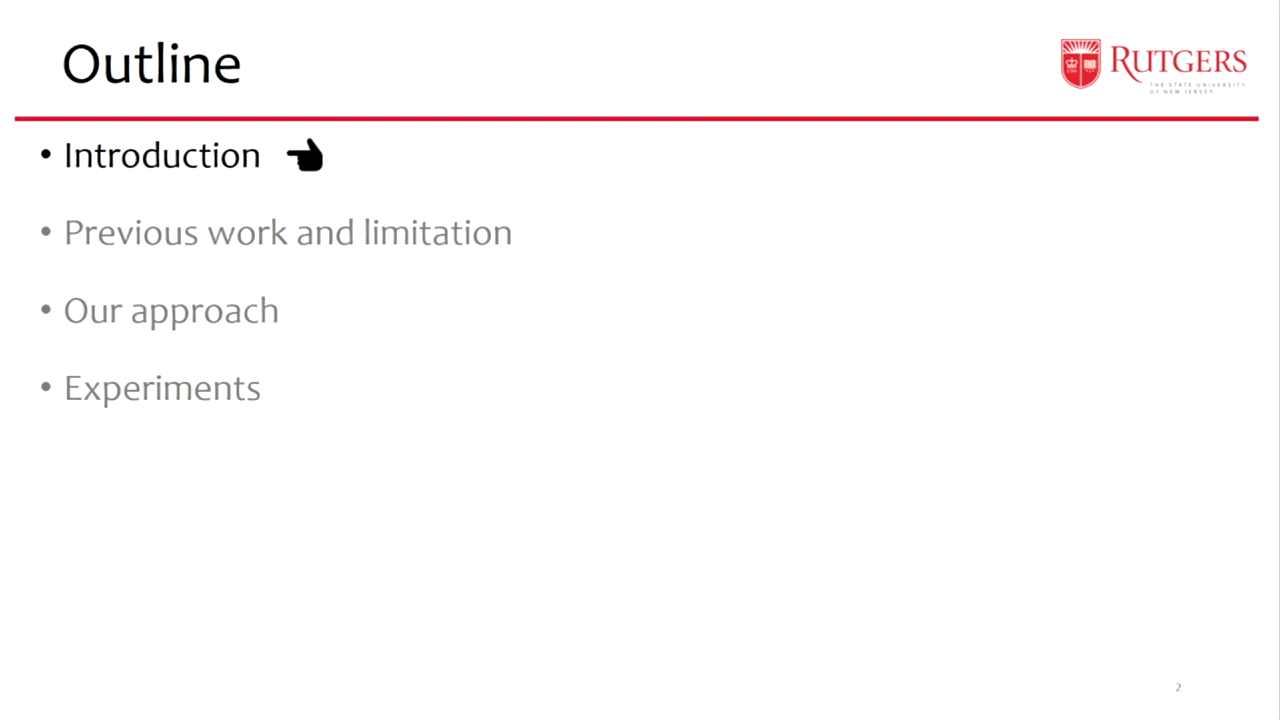 Outline
RUTGERS
THE STATE UNIVERSITY
OF NEW JERSEY
• Introduction
• Previous work and limitation
• Our approach
• Experiments
2